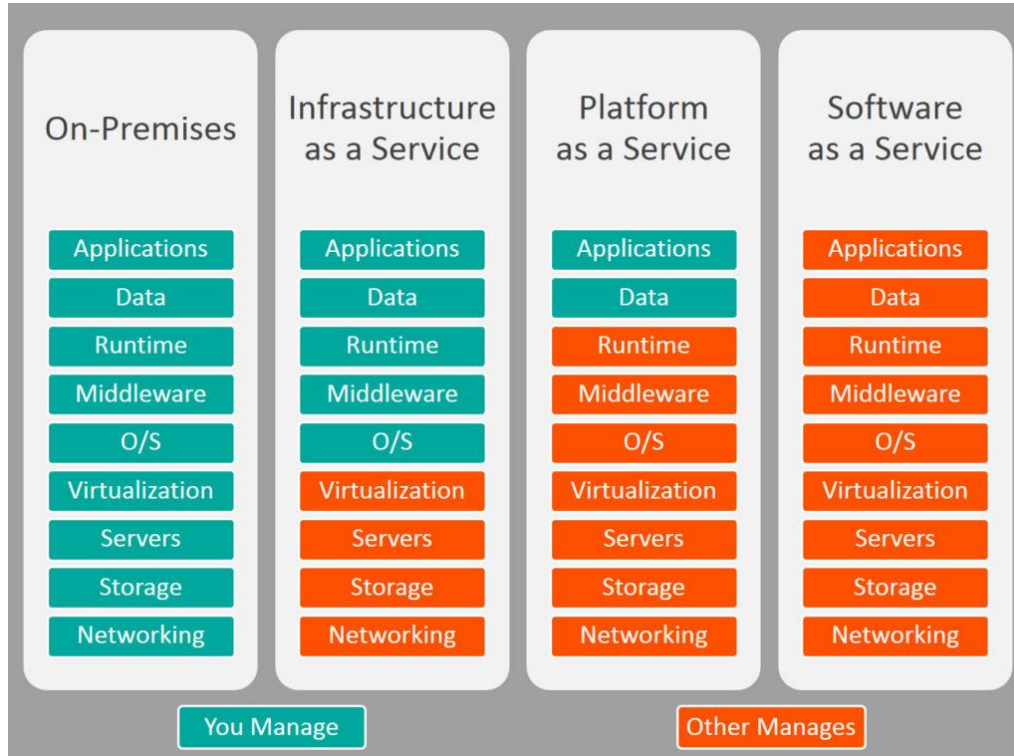 On-Premises
Applications
Data
Runtime
Middleware
O/S
Virtualization
Servers
Storage
Networking
Infrastructure
as a Service
Applications
Data
Runtime
Middleware
O/S
Virtualization
Servers
Storage
Networking
Platform
as a Service
Applications
Data
Runtime
Middleware
O/S
Virtualization
Servers
Storage
Networking
Software
as a Service
Applications
Data
Runtime
Middleware
O/S
Virtualization
Servers
Storage
Networking
You Manage
Other Manages